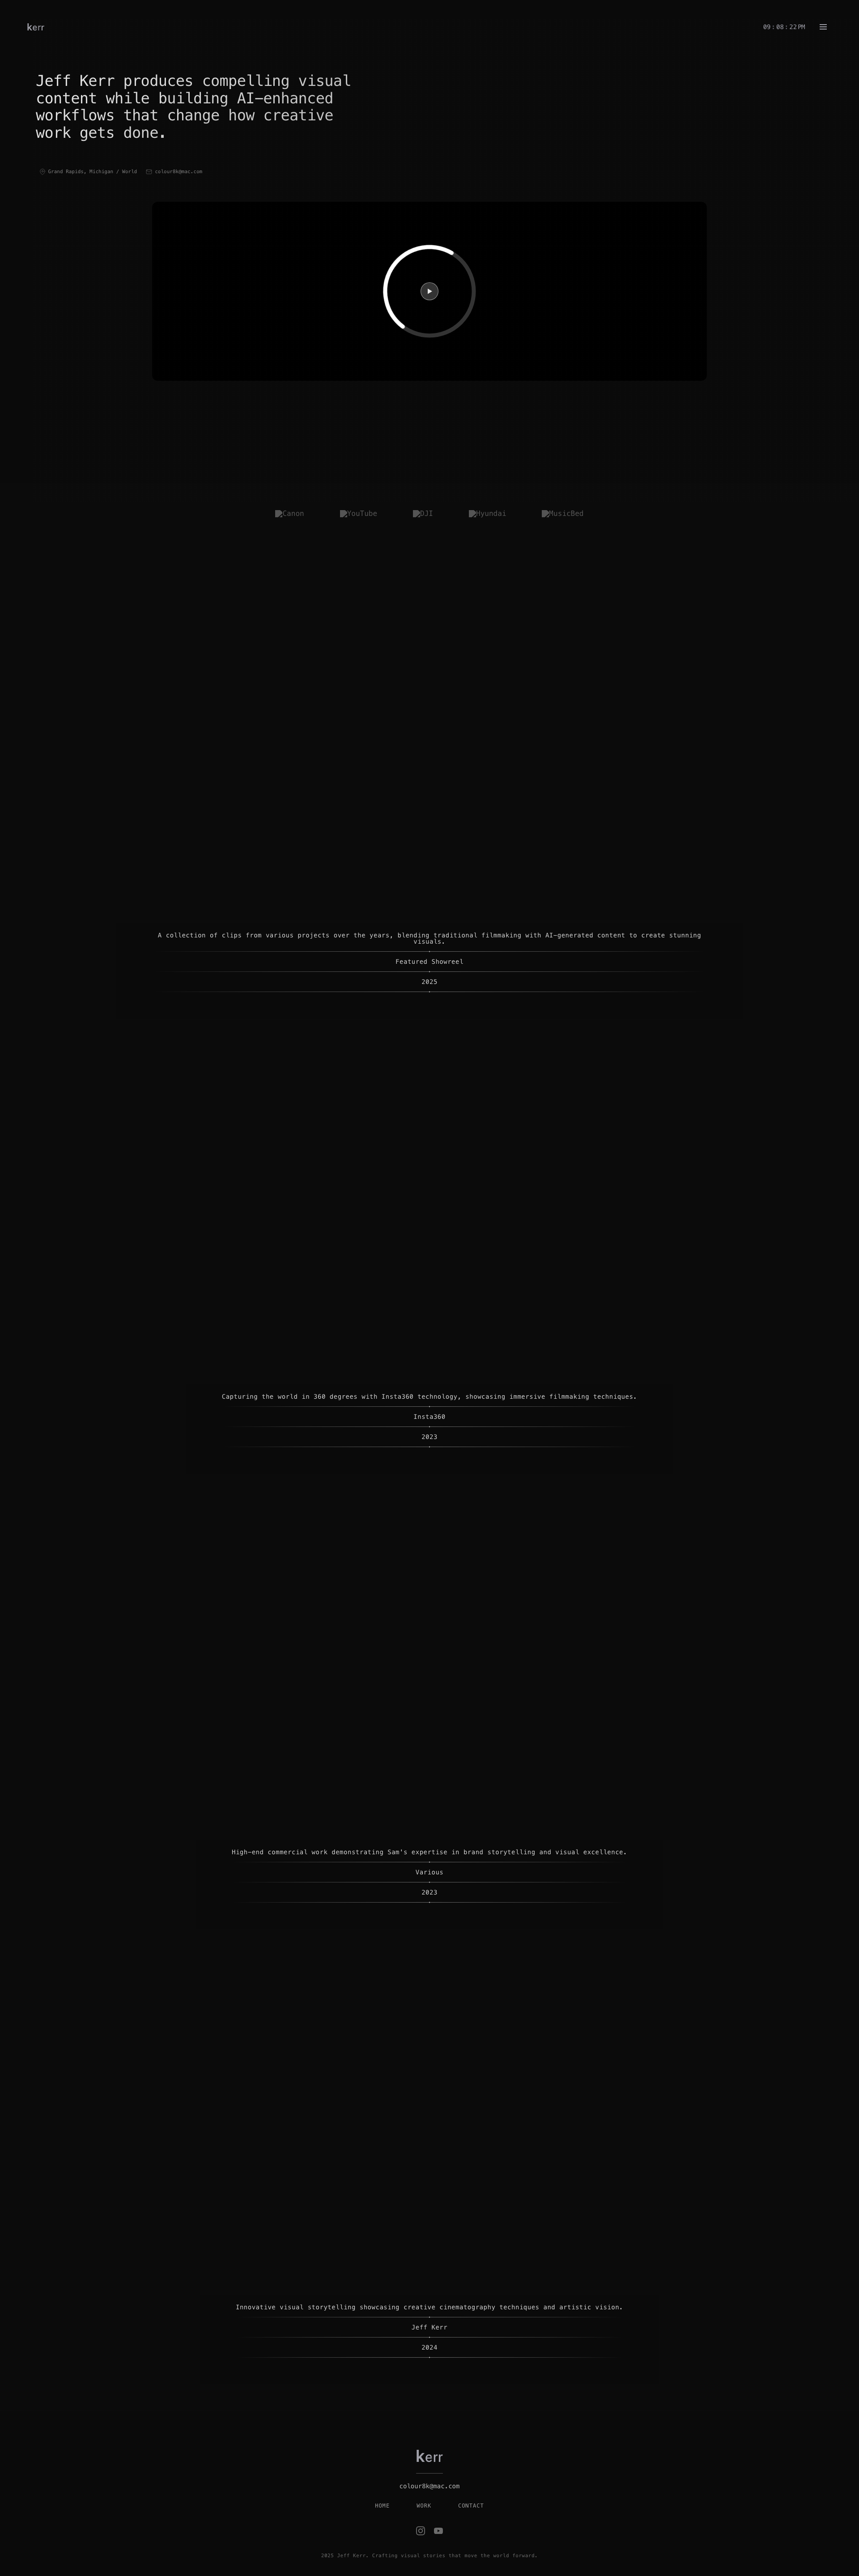 kerr
09:08:22PM
Jeff Kerr produces compelling visual
content while building AI-enhanced
workflows that change how creative
work gets done.
Grand Rapids, Michigan / World colour8k@mac.com
Canon YouTube DJI Hyundai MusicBed
A collection of clips from various projects over the years, blending traditional filmmaking with AI-generated content to create stunning
visuals.
Featured Showreel
2025
Capturing the world in 360 degrees with Insta360 technology, showcasing immersive filmmaking techniques.
Insta360
2023
High-end commercial work demonstrating Sam's expertise in brand storytelling and visual excellence.
Various
2023
Innovative visual storytelling showcasing creative cinematography techniques and artistic vision.
Jeff Kerr
2024
kerr
colour8k@mac.com
HOME WORK CONTACT
2025 Jeff Kerr. Crafting visual stories that move the world forward.